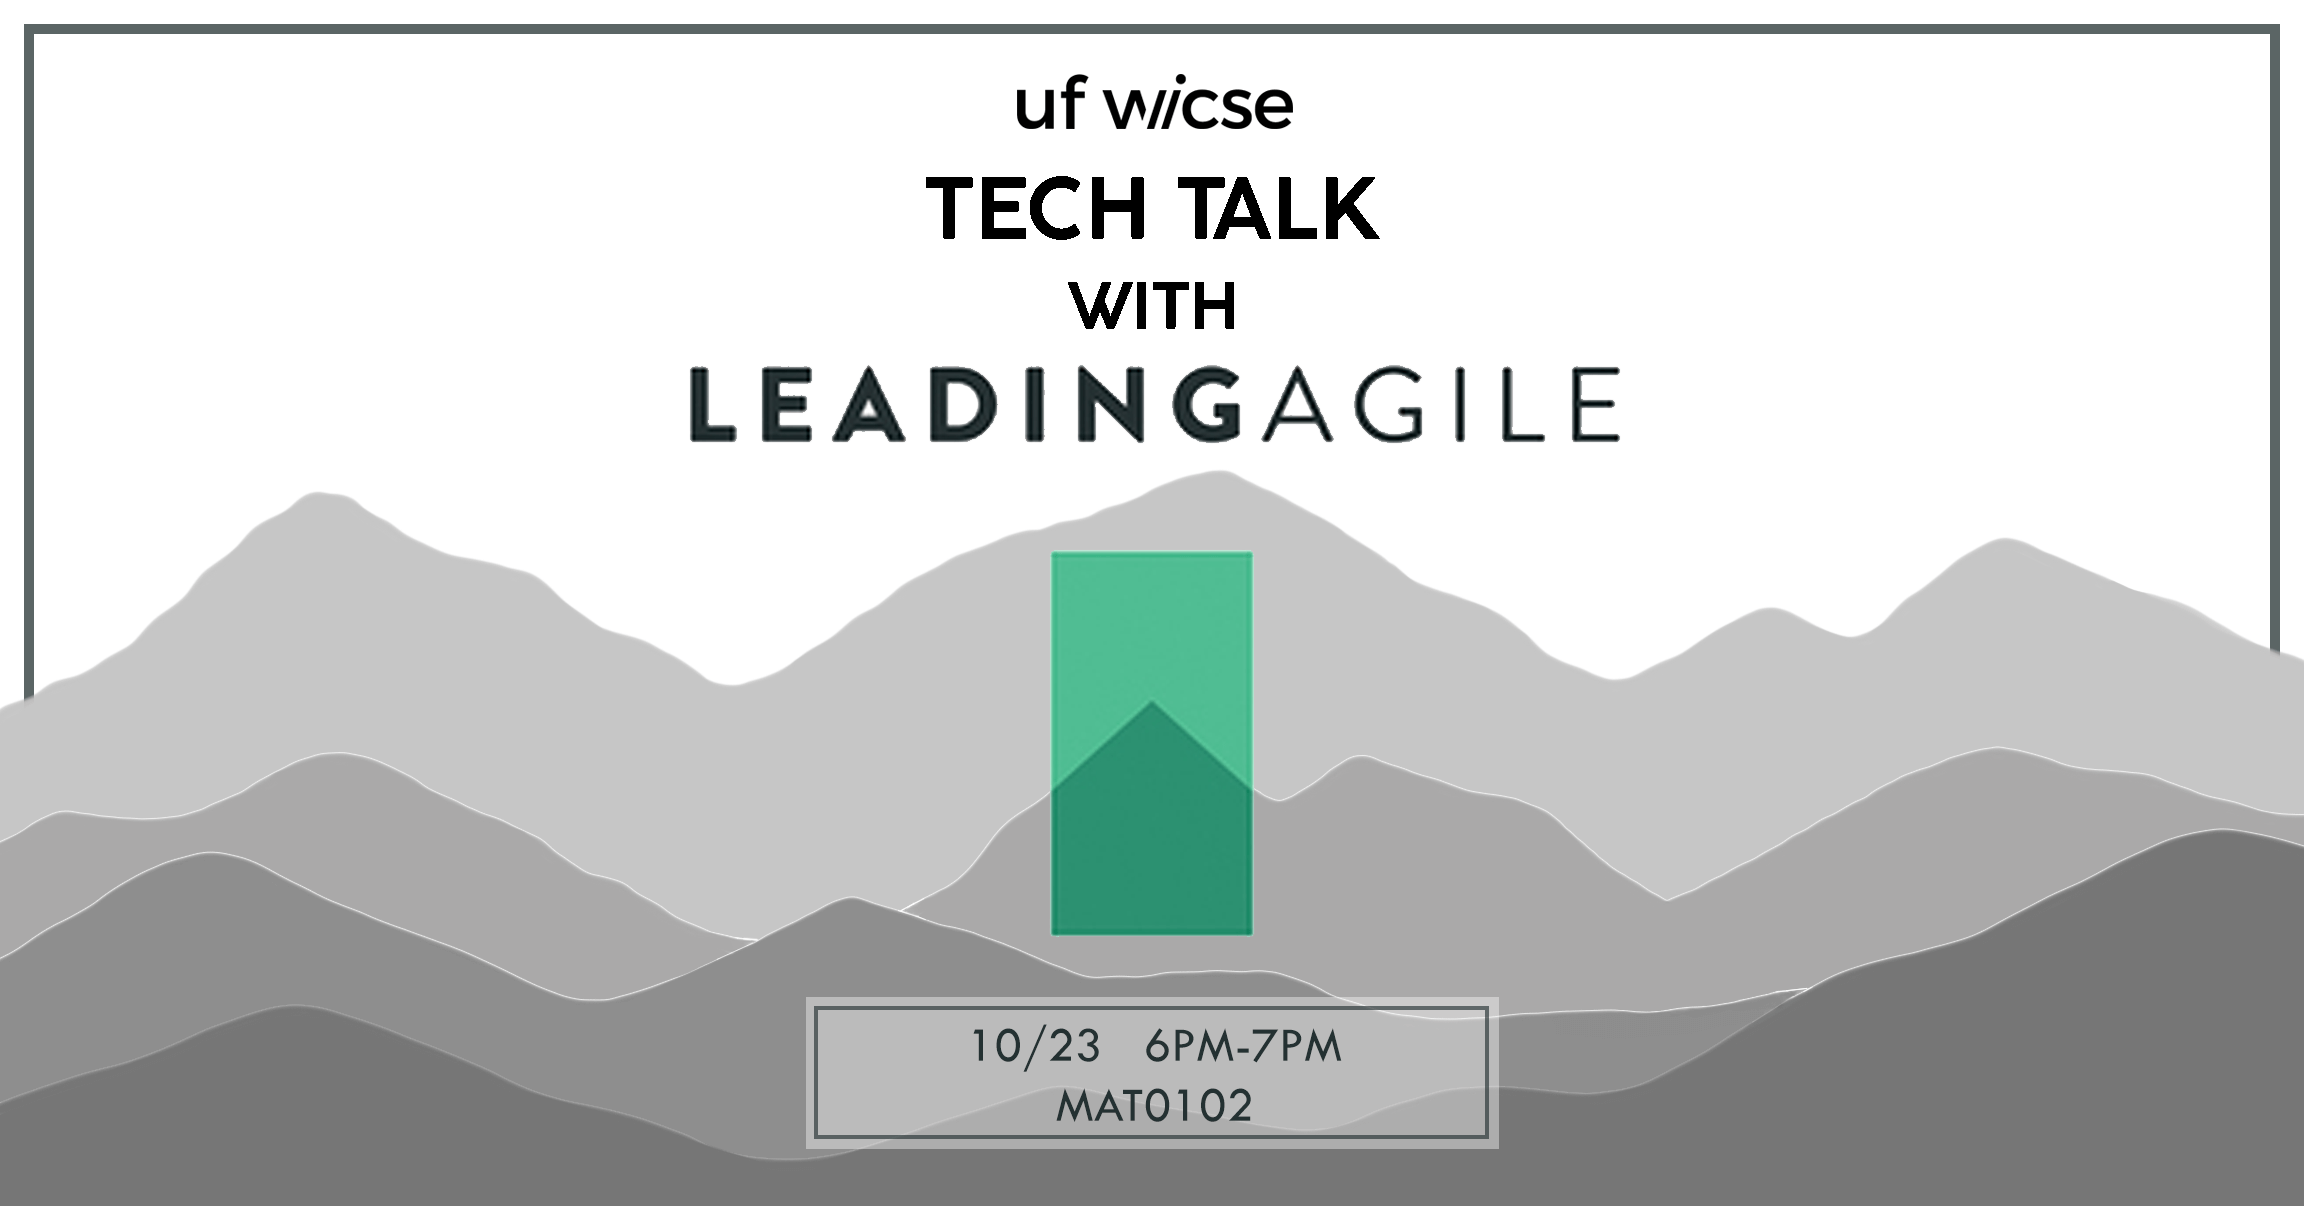 uf wicse
TECH TALK
WITH
LEADINGAGILE
10/23 6PM-7PM
MAT0102